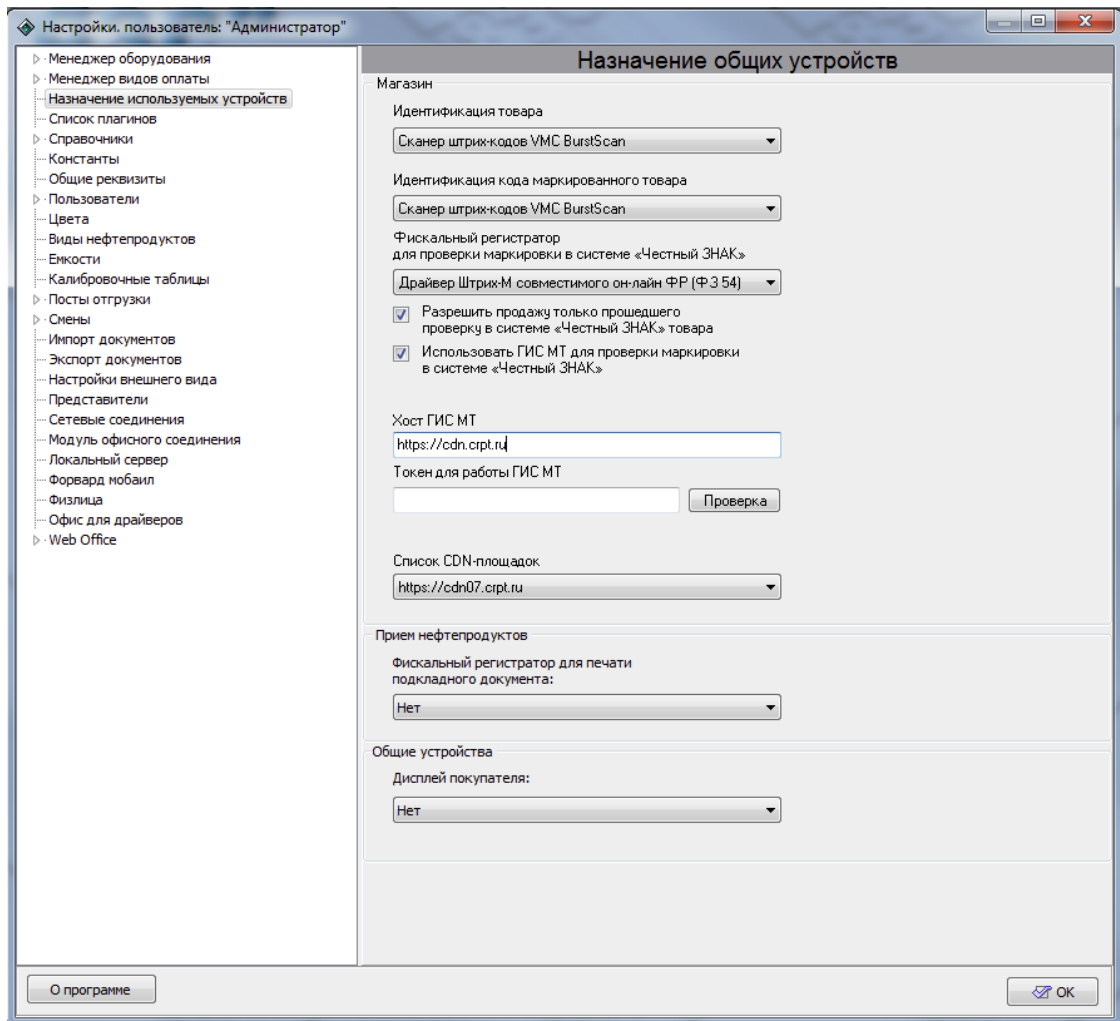 Настройки. пользователь: "Администратор"
Менеджер оборудования
Менеджер видов оплаты
Назначение используемых устройств
Список плагинов
Справочники
Константы
Общие реквизиты
Пользователи
Цвета
Виды нефтепродуктов
Емкости
Калибровочные таблицы
Посты отгрузки
Смены
Импорт документов
Экспорт документов
Настройки внешнего вида
Представители
Сетевые соединения
Модуль офисного соединения
Локальный сервер
Форвард мобаил
Физлица
Офис для драйверов
Web Office
Назначение общих устройств
Магазин
Идентификация товара
Сканер штрих-кодов VMC BurstScan
Идентификация кода маркированного товара
Сканер штрих-кодов VMC BurstScan
Фискальный регистратор
для проверки маркировки в системе «Честный ЗНАК»
Драйвер Штрих-М совместимого он-лайн ФР (ФЗ 54)
Разрешить продажу только прошедшего
проверку в системе «Честный ЗНАК» товара
Использовать ГИС МТ для проверки маркировки
в системе «Честный ЗНАК»
Хост ГИС МТ
https://cdn.crpt.ru
Токен для работы ГИС МТ
Проверка
Список CDN-площадок
https://cdn07.crpt.ru
Прием нефтепродуктов
Фискальный регистратор для печати
подкладного документа:
Нет
Общие устройства
Дисплей покупателя:
Нет
О программе
OK